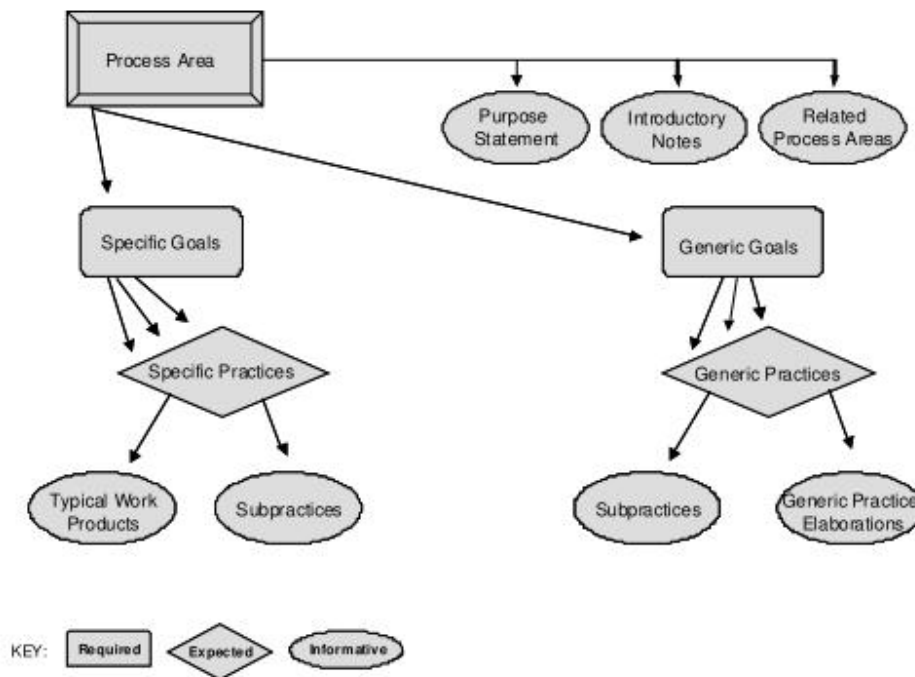 Process Area
Purpose
Statement
Introductory
Notes
Related
Process Areas
Specific Goals
Generic Goals
Specific Practices
Generic Practices
Typical Work
Products
Subpractices
Subpractices
Generic Practice
Elaborations
KEY:
Required
Expected
Informative